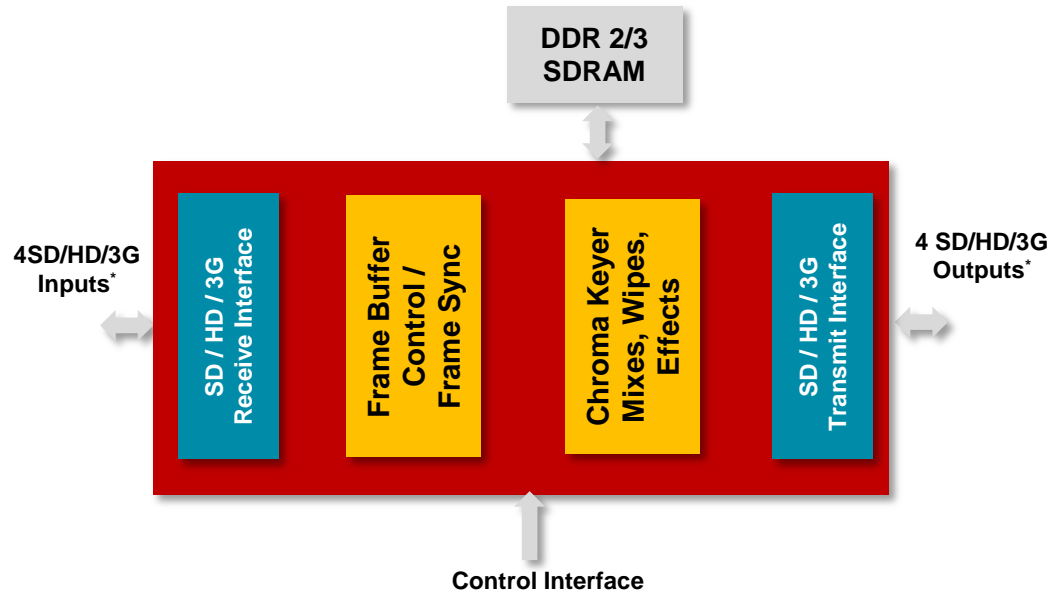 DDR 2/3
SDRAM
4SD/HD/3G
Inputs*
SD / HD / 3G
Receive Interface
Frame Buffer
Control /
Frame Sync
Chroma Keyer
Mixes, Wipes,
Effects
SD / HD / 3G
Transmit Interface
4 SD/HD/3G
Outputs*
Control Interface